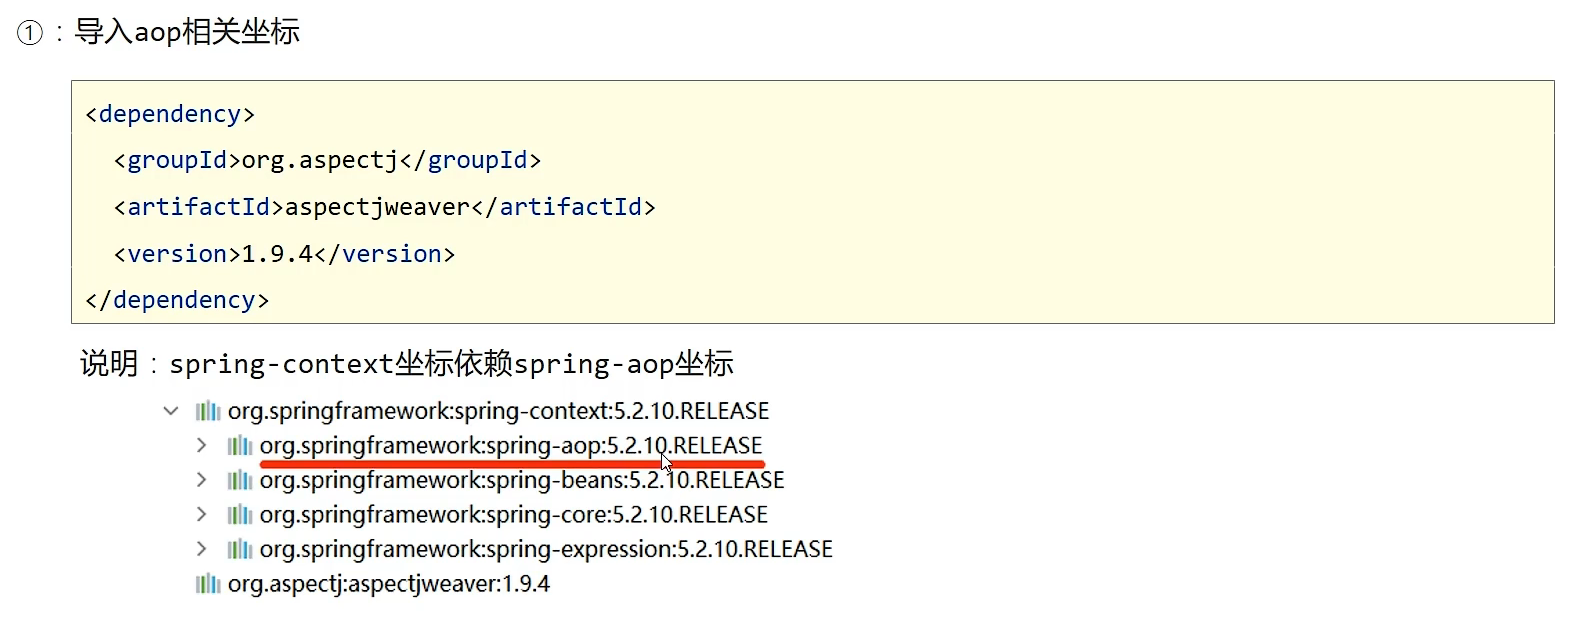 ①：导入aop相关坐标
<dependency>
<groupId>org.aspectj</groupId>
<artifactId>aspectjweaver</artifactId>
<version>1.9.4</version>
</dependency>
说明：spring-context坐标依赖spring-aop坐标
org.springframework:spring-context:5.2.10.RELEASE
org.springframework:spring-aop:5.2.10.RELEASE
org.springframework:spring-beans:5.2.10.RELEASE
org.springframework:spring-core:5.2.10.RELEASE
org.springframework:spring-expression:5.2.10.RELEASE
org.aspectj:aspectjweaver:1.9.4